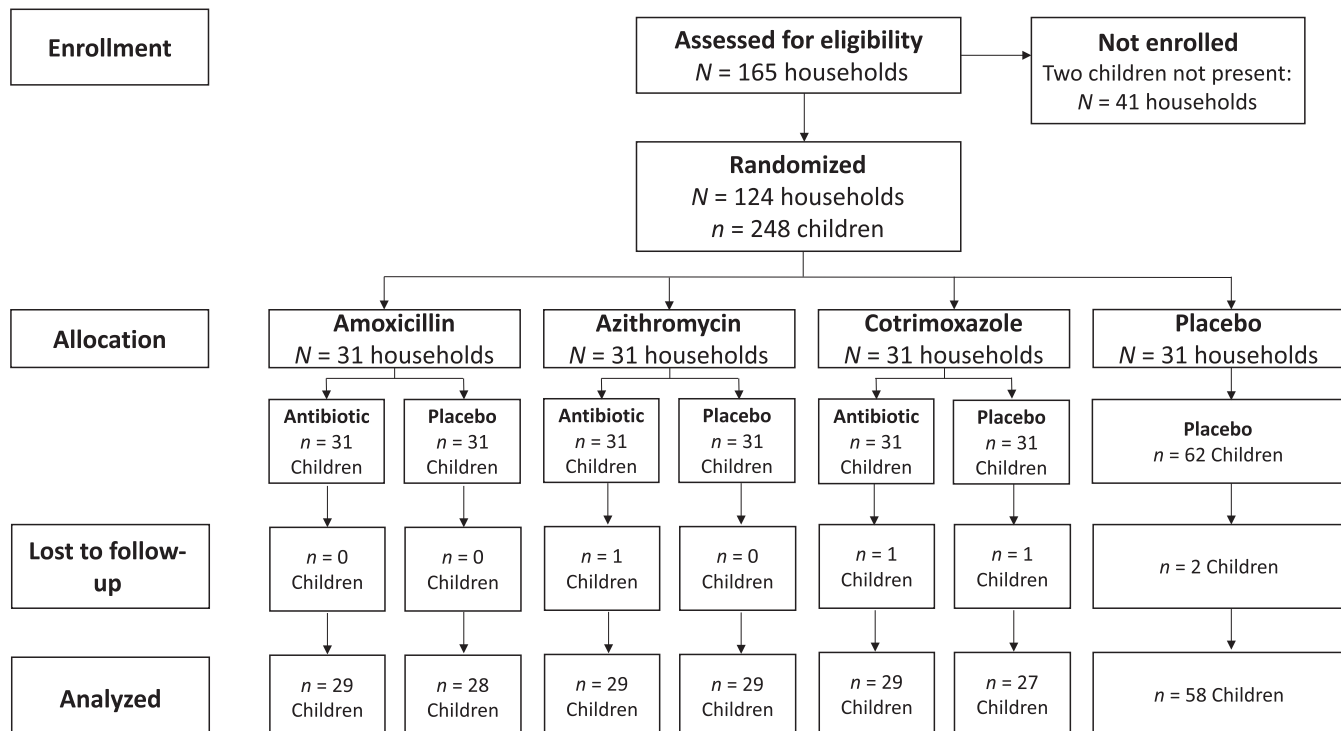 Enrollment
Assessed for eligibility
N = 165 households
Not enrolled
Two children not present:
N = 41 households
Randomized
N = 124 households
n = 248 children
Allocation
Amoxicillin
N = 31 households
Azithromycin
N = 31 households
Cotrimoxazole
N = 31 households
Placebo
N = 31 households
Antibiotic
n = 31
Children
Placebo
n = 31
Children
Antibiotic
n = 31
Children
Placebo
n = 31
Children
Antibiotic
n = 31
Children
Placebo
n = 31
Children
Placebo
n = 62 Children
Lost to follow-
up
n = 0
Children
n = 0
Children
n = 1
Children
n = 0
Children
n = 1
Children
n = 1
Children
n = 2 Children
Analyzed
n = 29
Children
n = 28
Children
n = 29
Children
n = 29
Children
n = 29
Children
n = 27
Children
n = 58 Children